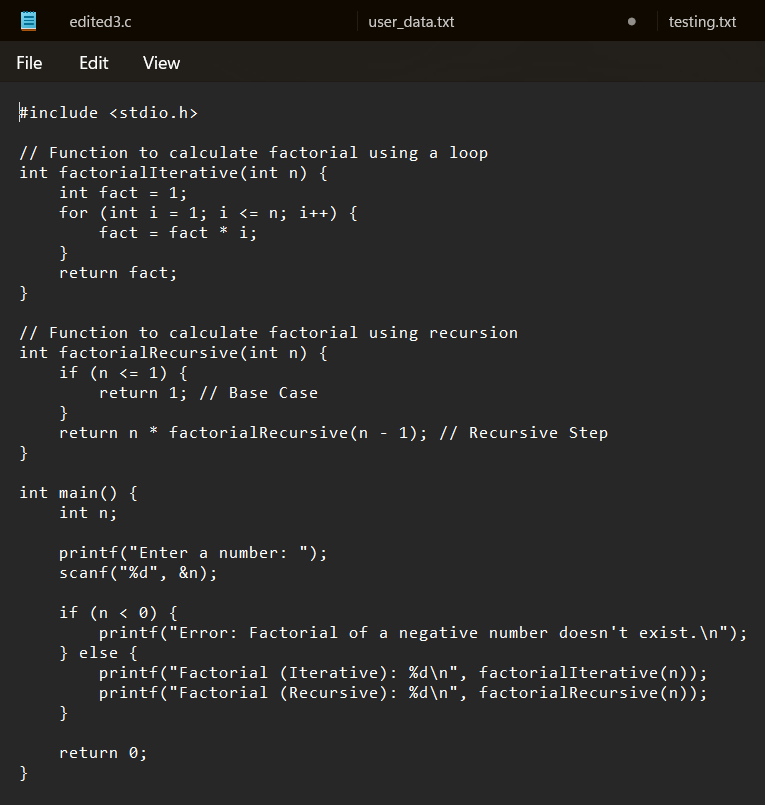 edited3.c user_data.txt testing.txt
File Edit View
#include <stdio.h>

// Function to calculate factorial using a loop
int factorialIterative(int n) {
    int fact = 1;
    for (int i = 1; i <= n; i++) {
        fact = fact * i;
    }
    return fact;
}

// Function to calculate factorial using recursion
int factorialRecursive(int n) {
    if (n <= 1) {
        return 1; // Base Case
    }
    return n * factorialRecursive(n - 1); // Recursive Step
}

int main() {
    int n;

    printf("Enter a number: ");
    scanf("%d", &n);

    if (n < 0) {
        printf("Error: Factorial of a negative number doesn't exist.\n");
    } else {
        printf("Factorial (Iterative): %d\n", factorialIterative(n));
        printf("Factorial (Recursive): %d\n", factorialRecursive(n));
    }

    return 0;
}